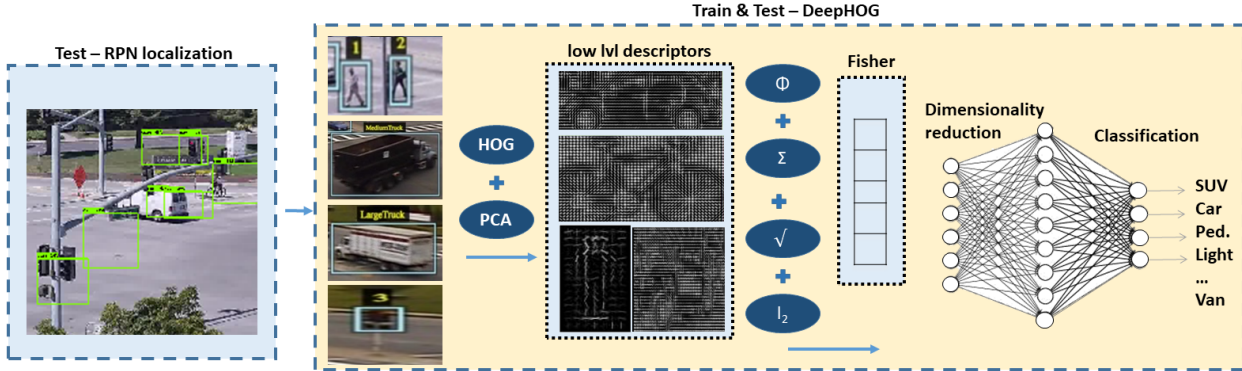 Train & Test – DeepHOG
Test – RPN localization
1
2
MediumTruck
LargeTruck
3
HOG
+
PCA
low lvl descriptors
Φ
+
Σ
+
√
+
l₂
Fisher
Dimensionality
reduction
Classification
SUV
Car
Ped.
Light
...
Van